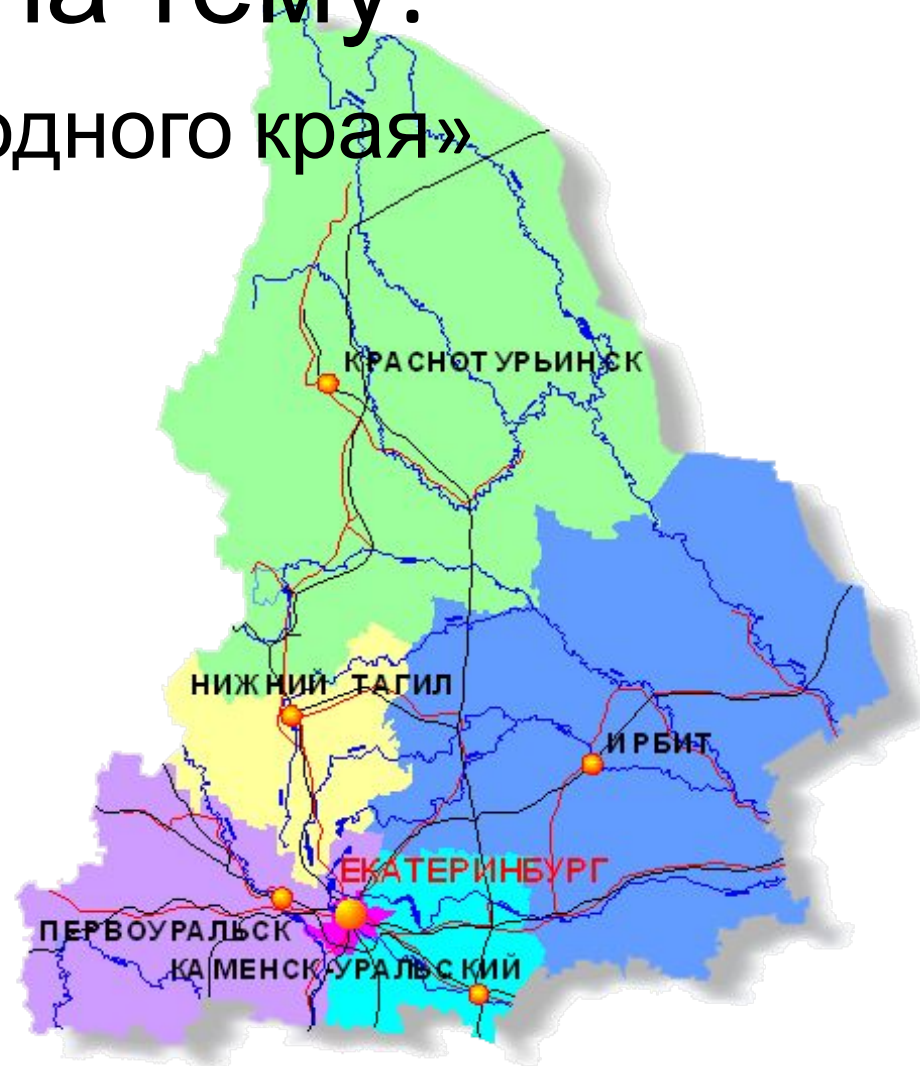 на тему:
одного края»
КРАСНОТУРЬИНСК
НИЖНИЙ ТАГИЛ
ИРБИТ
ЕКАТЕРИНБУРГ
ПЕРВОУРАЛЬСК
КАМЕНСК-УРАЛЬСКИЙ